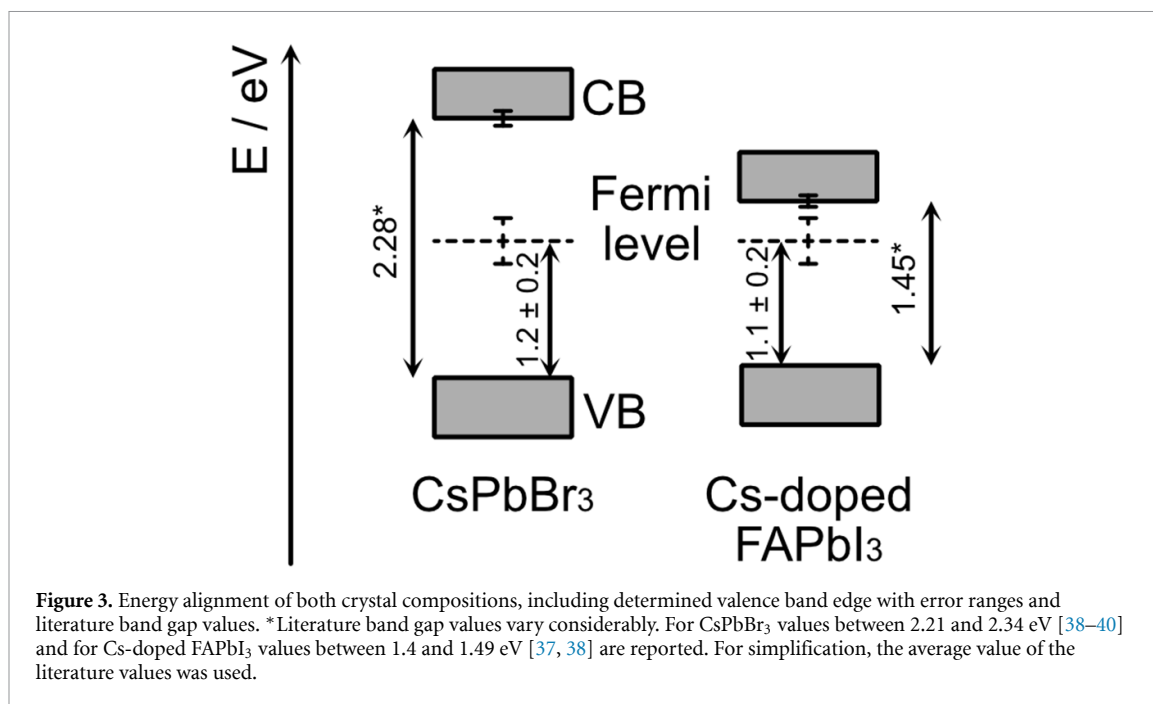 E / eV
CB
2.28*
Fermi
level
1.2 ± 0.2
1.1 ± 0.2
1.45*
VB
CsPbBr₃
Cs-doped
FAPbI₃
Figure 3. Energy alignment of both crystal compositions, including determined valence band edge with error ranges and
literature band gap values. *Literature band gap values vary considerably. For CsPbBr₃ values between 2.21 and 2.34 eV [38–40]
and for Cs-doped FAPbI₃ values between 1.4 and 1.49 eV [37, 38] are reported. For simplification, the average value of the
literature values was used.